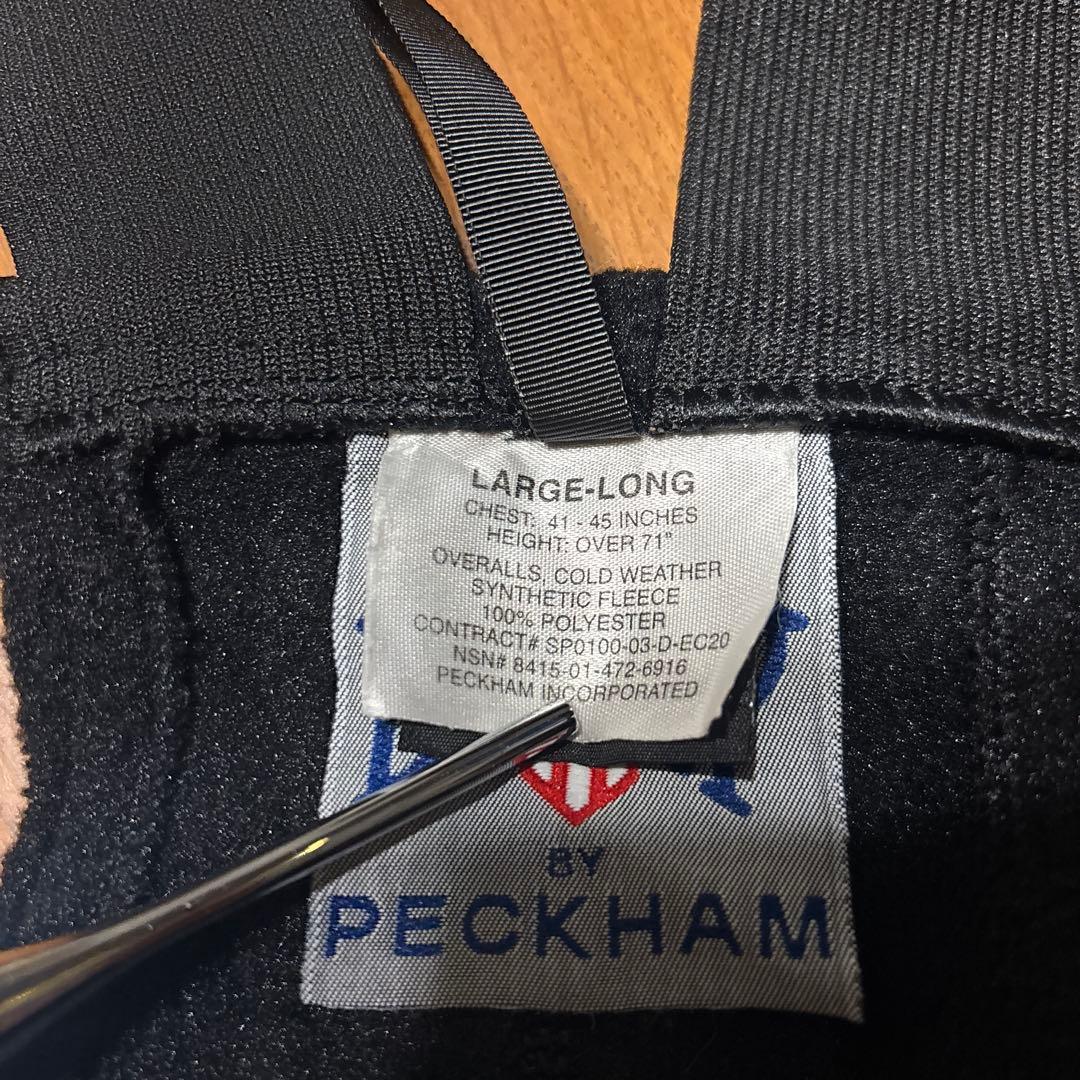 LARGE-LONG
CHEST: 41 - 45 INCHES
HEIGHT: OVER 71"
OVERALLS, COLD WEATHER
SYNTHETIC FLEECE
100% POLYESTER
CONTRACT# SP0100-03-D-EC20
NSN# 8415-01-472-6916
PECKHAM INCORPORATED
BY
PECKHAM